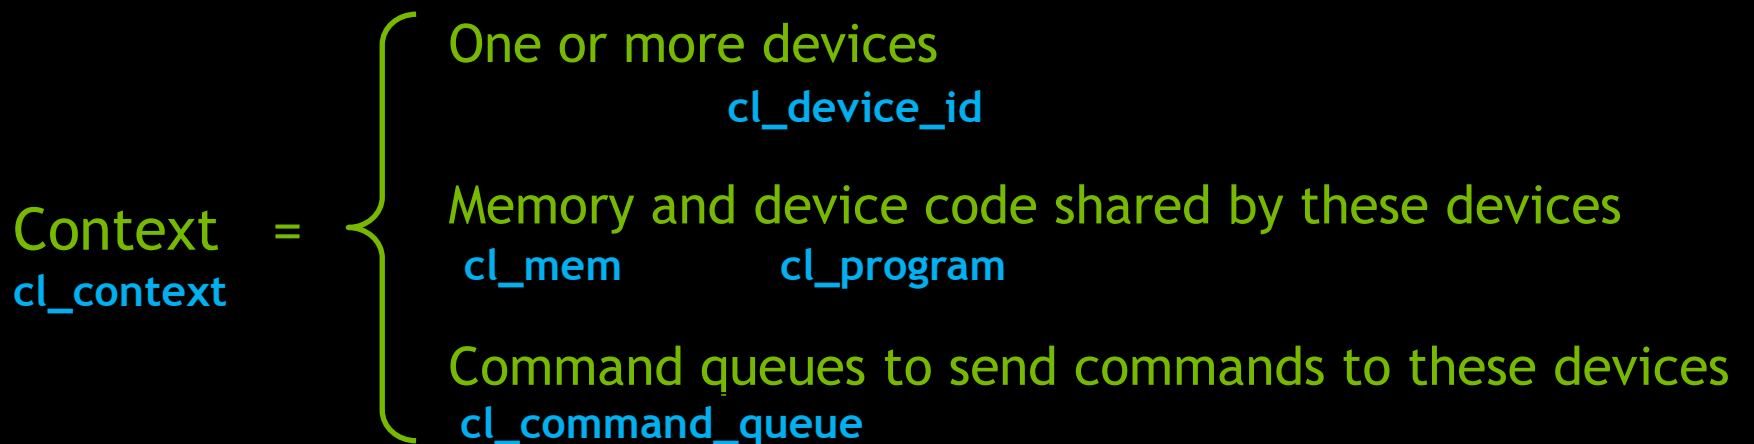 One or more devices
cl_device_id
Memory and device code shared by these devices
Context =
cl_mem cl_program
cl_context
Command queues to send commands to these devices
cl_command_queue